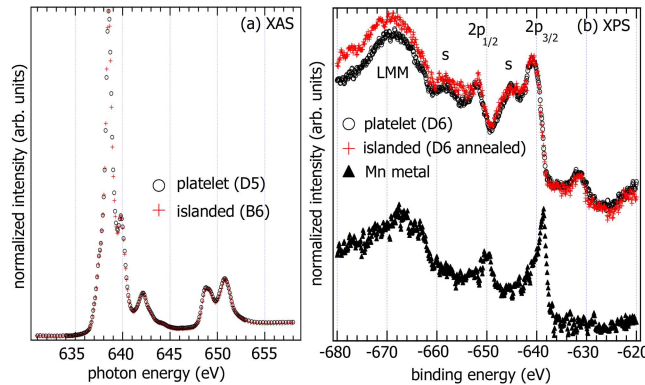 (a) XAS
normalized intensity (arb. units)
platelet (D5)
islanded (B6)
635 640 645 650 655
photon energy (eV)
(b) XPS
normalized intensity (arb. units)
2p1/2
2p3/2
s
s
LMM
platelet (D6)
islanded (D6 annealed)
Mn metal
-680 -670 -660 -650 -640 -630 -620
binding energy (eV)